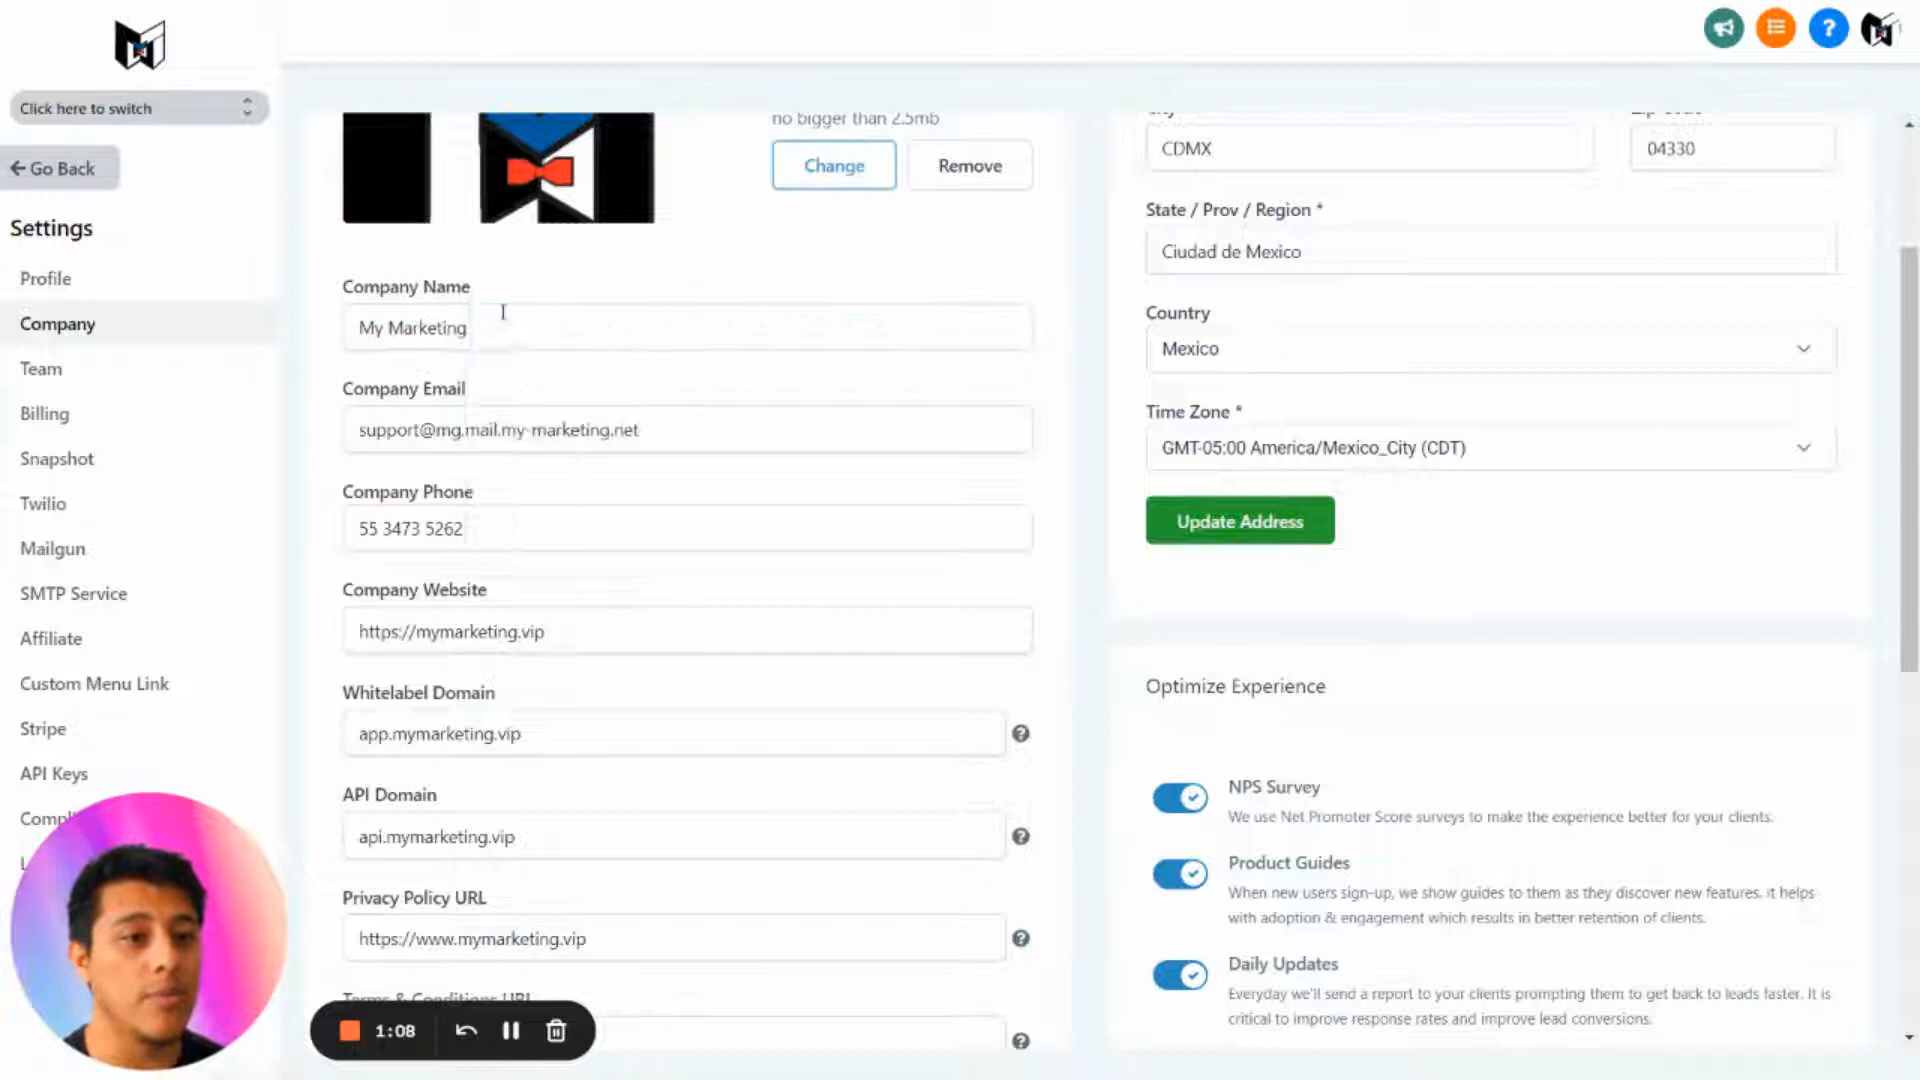 Click here to switch
Go Back
Settings
Profile
Company
Team
Billing
Snapshot
Twilio
Mailgun
SMTP Service
Affiliate
Custom Menu Link
Stripe
API Keys
no bigger than 2.5mb
Change
Remove
Company Name
My Marketing
Company Email
support@mg.mail.my-marketing.net
Company Phone
55 3473 5262
Company Website
https://mymarketing.vip
Whitelabel Domain
app.mymarketing.vip
?
API Domain
api.mymarketing.vip
?
Privacy Policy URL
https://www.mymarketing.vip
?
Terms & Conditions URL
?
1:08
?
CDMX
04330
State / Prov / Region *
Ciudad de Mexico
Country
Mexico
Time Zone *
GMT-05:00 America/Mexico_City (CDT)
Update Address
Optimize Experience
NPS Survey
We use Net Promoter Score surveys to make the experience better for your clients.
Product Guides
When new users sign-up, we show guides to them as they discover new features. It helps
with adoption & engagement which results in better retention of clients.
Daily Updates
Everyday we'll send a report to your clients prompting them to get back to leads faster. It is
critical to improve response rates and improve lead conversions.